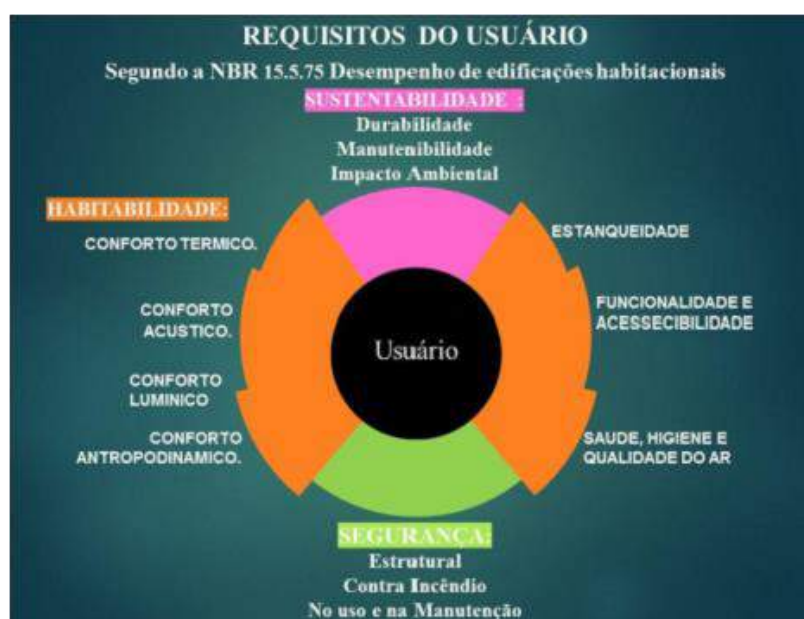 REQUISITOS DO USUÁRIO
Segundo a NBR 15.5.75 Desempenho de edificações habitacionais
SUSTENTABILIDADE :
Durabilidade
Manutenibilidade
Impacto Ambiental
HABITABILIDADE:
CONFORTO TERMICO.
CONFORTO
ACUSTICO.
CONFORTO
LUMINICO
CONFORTO
ANTROPODINAMICO.
Usuário
ESTANQUEIDADE
FUNCIONALIDADE E
ACESSECIBILIDADE
SAUDE, HIGIENE E
QUALIDADE DO AR
SEGURANÇA:
Estrutural
Contra Incêndio
No uso e na Manutenção